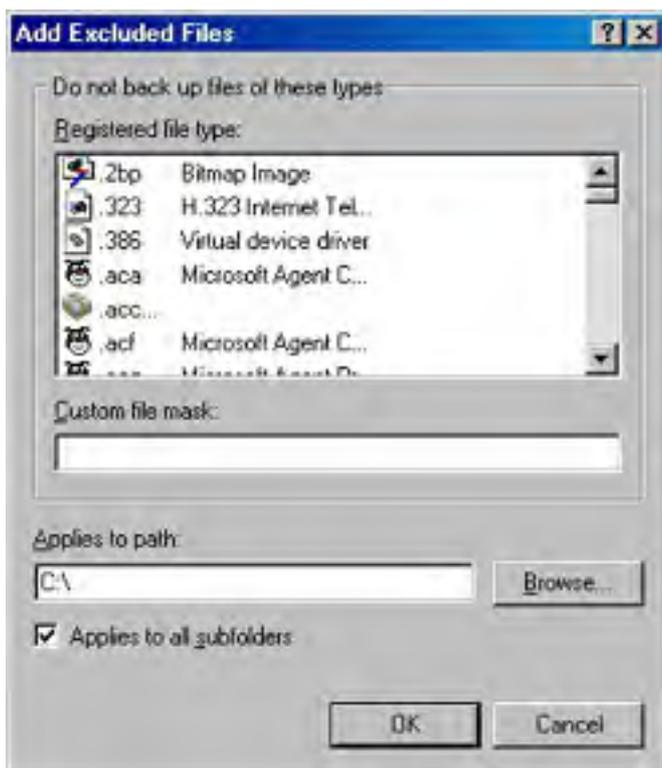 Add Excluded Files
Do not back up files of these types
Registered file type:
.2bp Bitmap Image
.323 H.323 Internet Tel...
.386 Virtual device driver
.aca Microsoft Agent C...
.acc...
.acf Microsoft Agent C...
Custom file mask:
Applies to path:
C:\
Browse...
Applies to all subfolders
OK Cancel